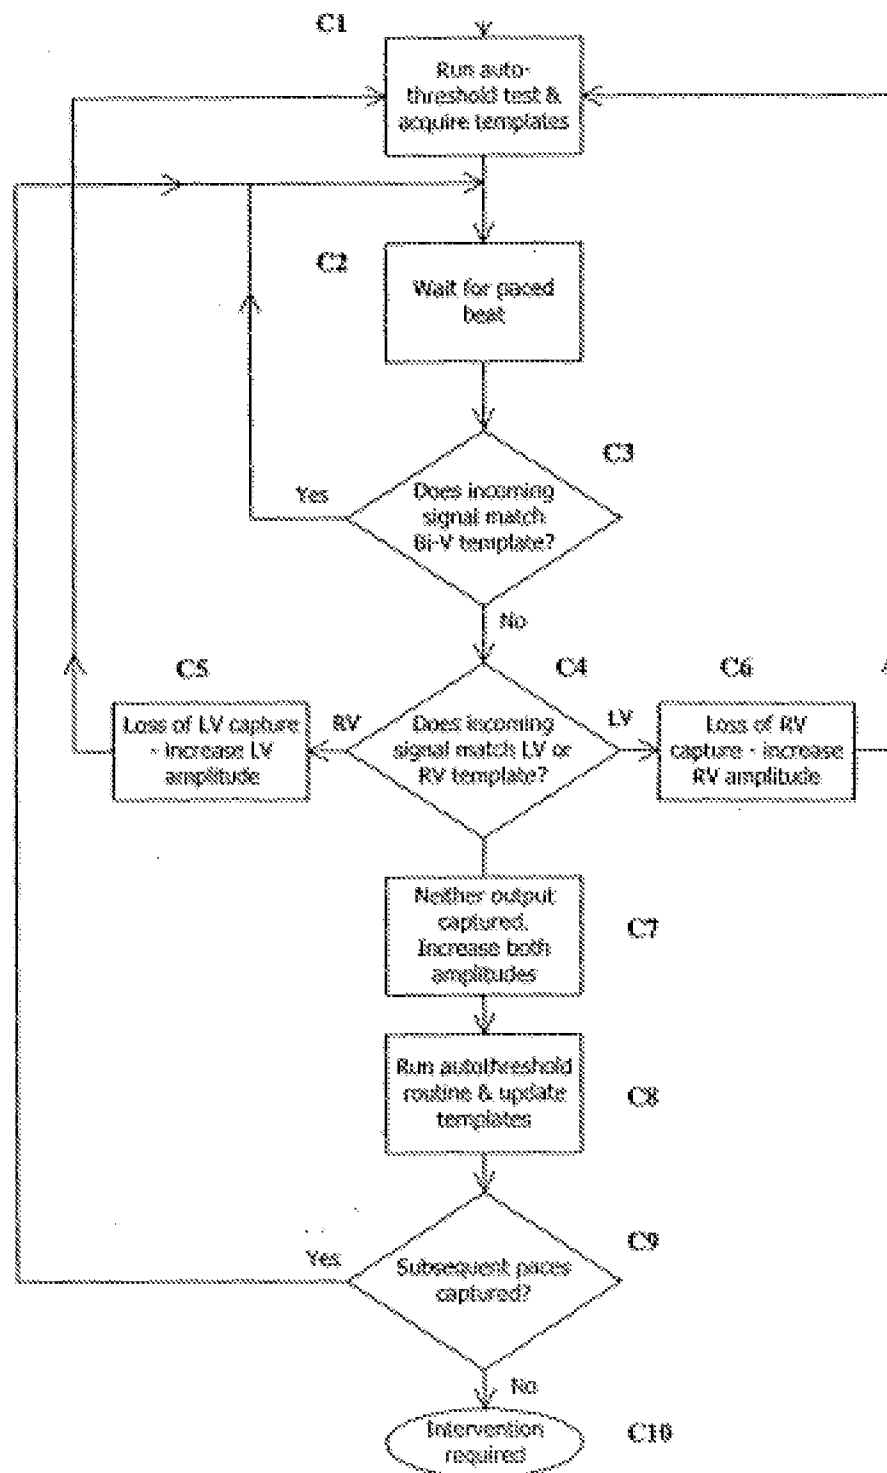 C1
Run auto-
threshold test &
acquire templates
C2
Wait for paced
beat
C3
Yes
Does incoming
signal match
Bi-V template?
No
C5
C4
C6
Loss of LV capture
- increase LV
amplitude
RV
Does incoming
signal match LV or
RV template?
LV
Loss of RV
capture - increase
RV amplitude
Neither output
captured.
Increase both
amplitudes
C7
Run autothreshold
routine & update
templates
C8
C9
Yes
Subsequent paces
captured?
No
Intervention
required
C10